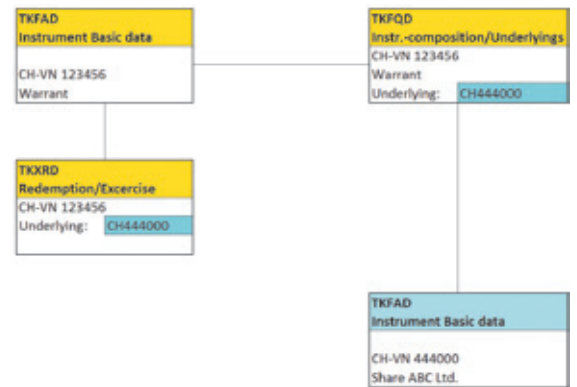 TKFAD
Instrument Basic data
CH-VN 123456
Warrant
TKFQD
Instr.-composition/Underlyings
CH-VN 123456
Warrant
Underlying: CH444000
TKXRD
Redemption/Excercise
CH-VN 123456
Underlying: CH444000
TKFAD
Instrument Basic data
CH-VN 444000
Share ABC Ltd.